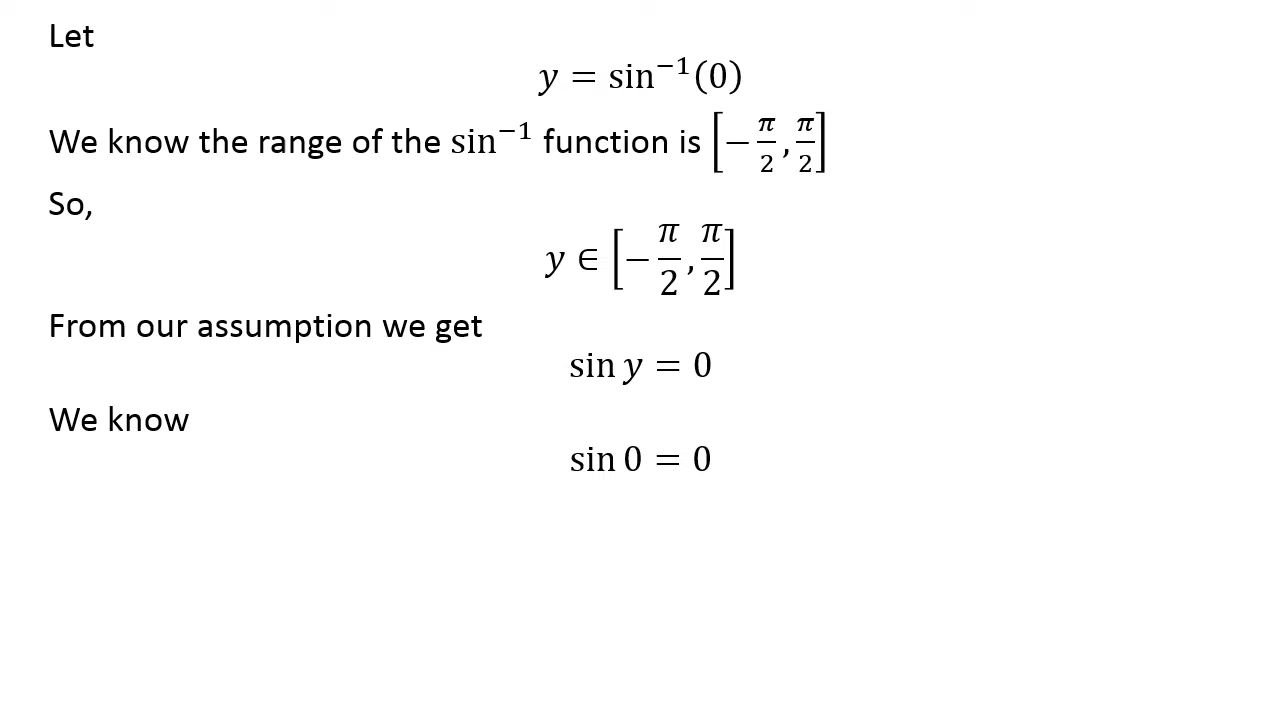 Let
y = sin⁻¹(0)
We know the range of the sin⁻¹ function is [−π/2, π/2]
So,
y ∈ [−π/2, π/2]
From our assumption we get
sin y = 0
We know
sin 0 = 0